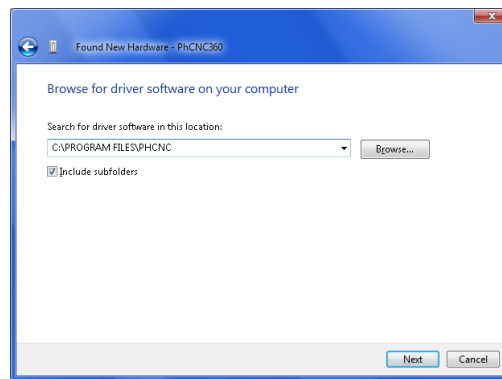 Found New Hardware - PhCNC360
Browse for driver software on your computer
Search for driver software in this location:
C:\PROGRAM FILES\PHCNC
Browse...
Include subfolders
Next
Cancel